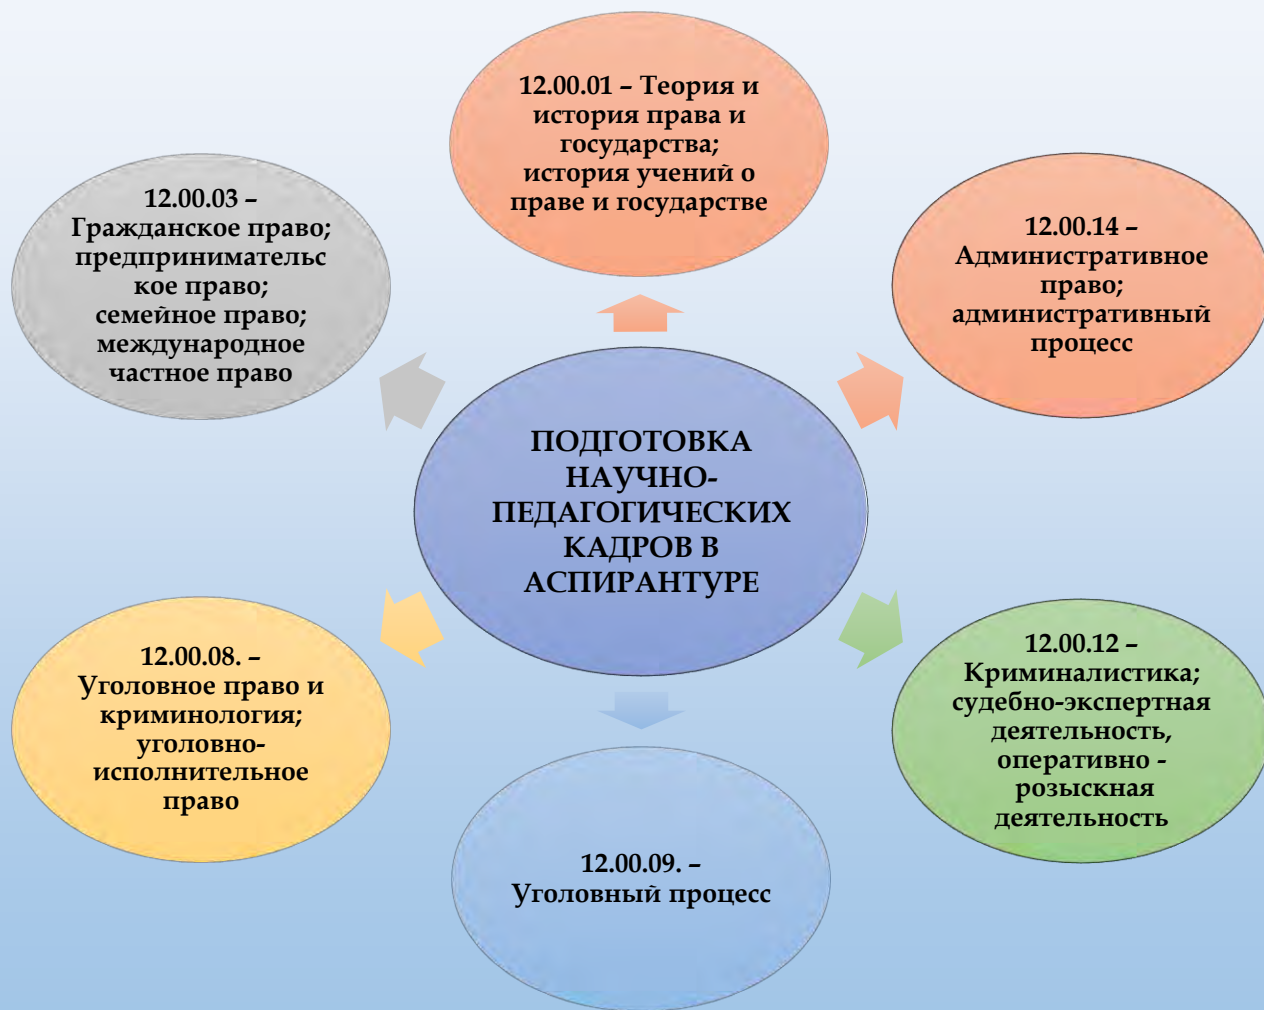 12.00.01 – Теория и
история права и
государства;
история учений о
праве и государстве
12.00.03 –
Гражданское право;
предпринимательс
кое право;
семейное право;
международное
частное право
12.00.14 –
Административное
право;
административный
процесс
ПОДГОТОВКА
НАУЧНО-
ПЕДАГОГИЧЕСКИХ
КАДРОВ В
АСПИРАНТУРЕ
12.00.08. –
Уголовное право и
криминология;
уголовно-
исполнительное
право
12.00.12 –
Криминалистика;
судебно-экспертная
деятельность,
оперативно -
розыскная
деятельность
12.00.09. –
Уголовный процесс